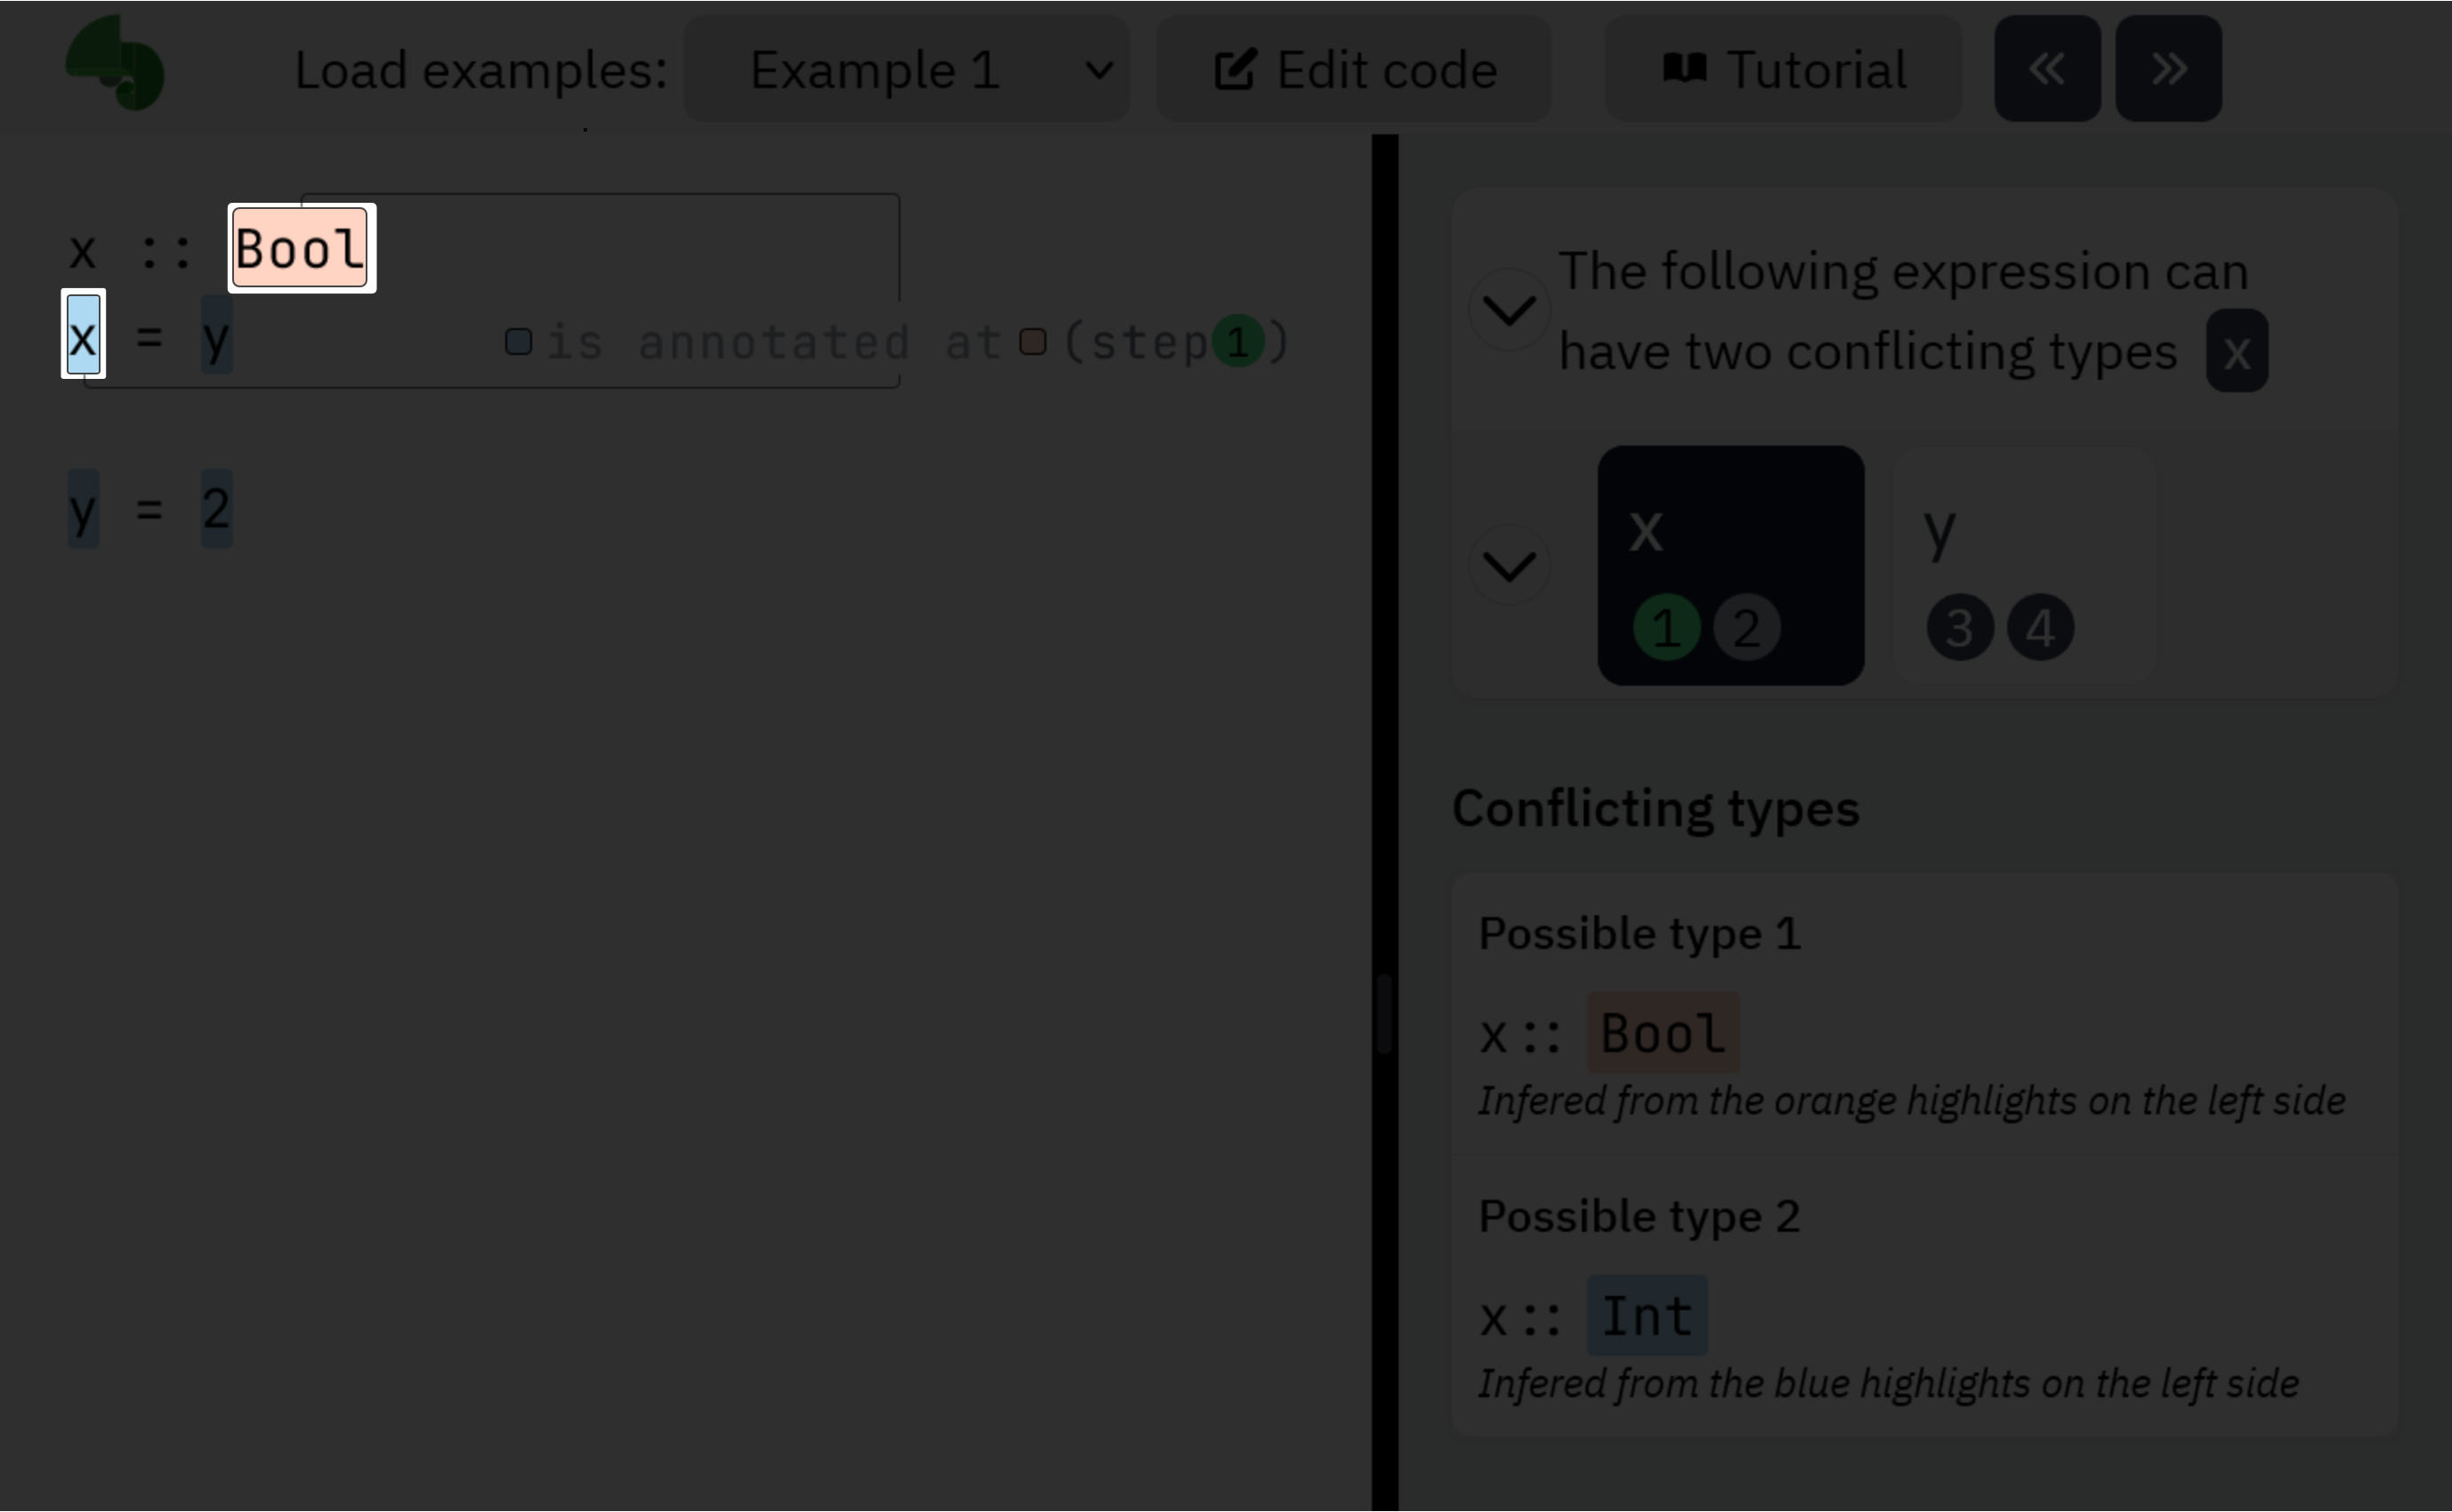 Load examples: Example 1 Edit code Tutorial
x :: Bool
x = y is annotated at (step 1)
y = 2
The following expression can
have two conflicting types x
x y
1 2 3 4
Conflicting types
Possible type 1
x :: Bool
Infered from the orange highlights on the left side
Possible type 2
x :: Int
Infered from the blue highlights on the left side